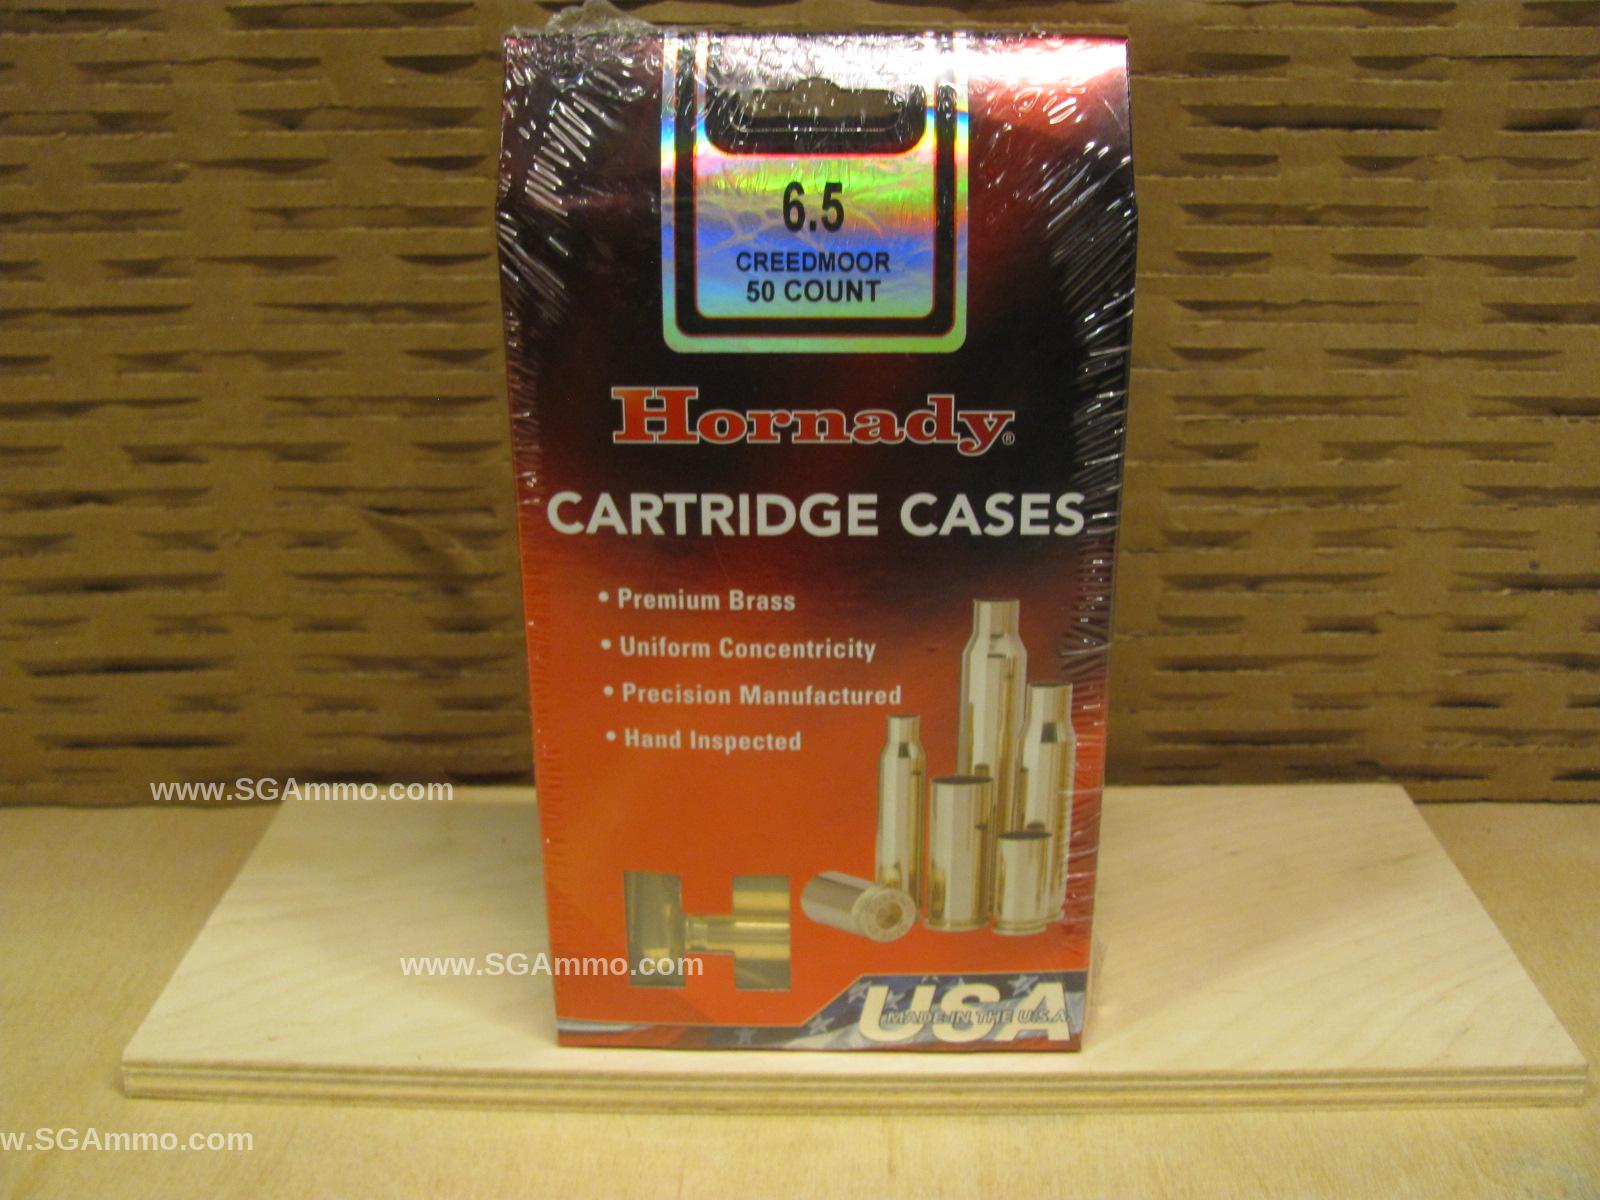 6.5
CREEDMOOR
50 COUNT
Hornady®
CARTRIDGE CASES
• Premium Brass
• Uniform Concentricity
• Precision Manufactured
• Hand Inspected
www.SGAmmo.com
www.SGAmmo.com
USA
MADE IN THE U.S.A.
w.SGAmmo.com